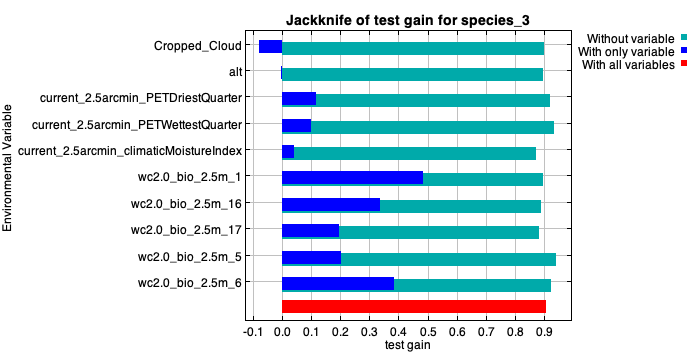 Jackknife of test gain for species_3
Without variable
With only variable
With all variables
Environmental Variable
Cropped_Cloud
alt
current_2.5arcmin_PETDriestQuarter
current_2.5arcmin_PETWettestQuarter
current_2.5arcmin_climaticMoistureIndex
wc2.0_bio_2.5m_1
wc2.0_bio_2.5m_16
wc2.0_bio_2.5m_17
wc2.0_bio_2.5m_5
wc2.0_bio_2.5m_6
-0.1 0.0 0.1 0.2 0.3 0.4 0.5 0.6 0.7 0.8 0.9
test gain